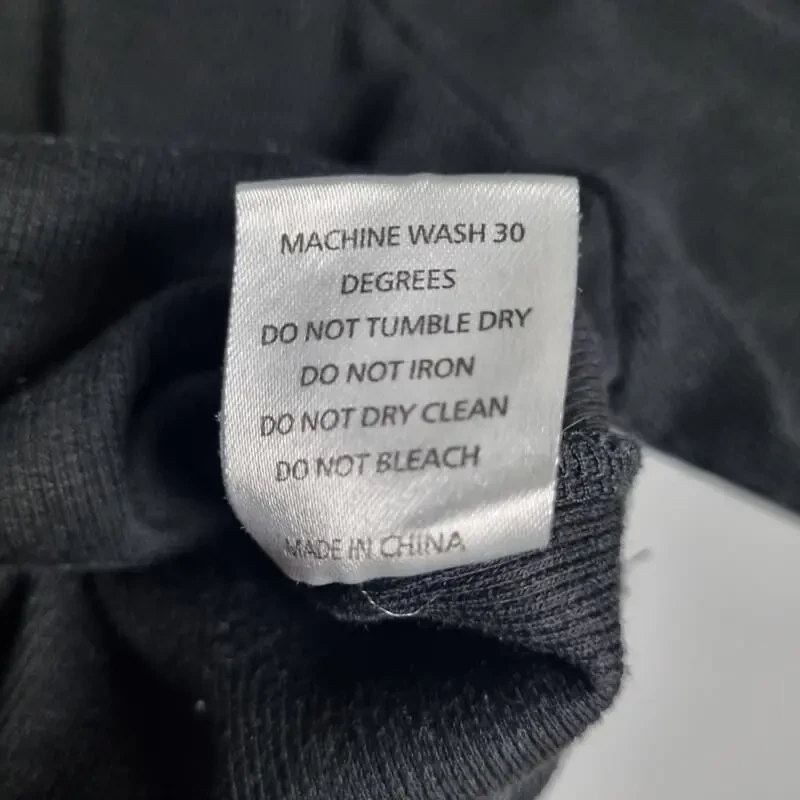 MACHINE WASH 30
DEGREES
DO NOT TUMBLE DRY
DO NOT IRON
DO NOT DRY CLEAN
DO NOT BLEACH
MADE IN CHINA